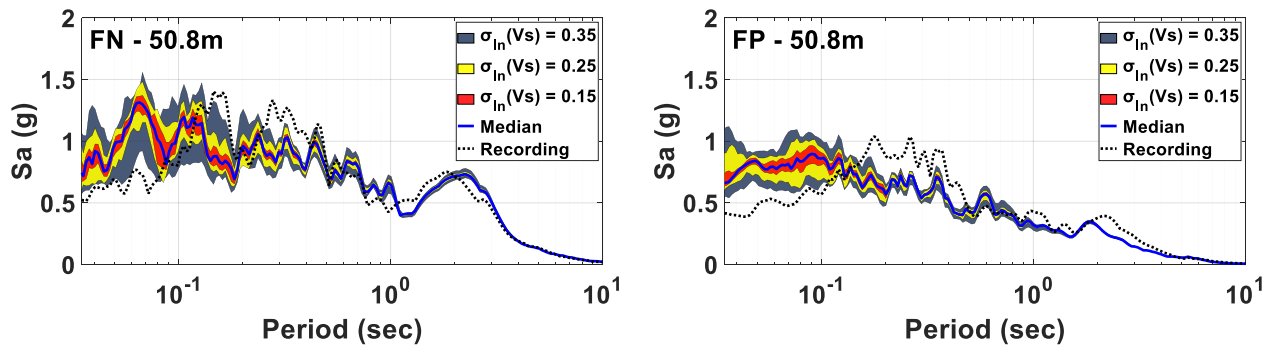 FN - 50.8m
σln(Vs) = 0.35
σln(Vs) = 0.25
σln(Vs) = 0.15
Median
Recording
Sa (g)
2
1.5
1
0.5
0
10-1
100
101
Period (sec)
FP - 50.8m
σln(Vs) = 0.35
σln(Vs) = 0.25
σln(Vs) = 0.15
Median
Recording
Sa (g)
2
1.5
1
0.5
0
10-1
100
101
Period (sec)